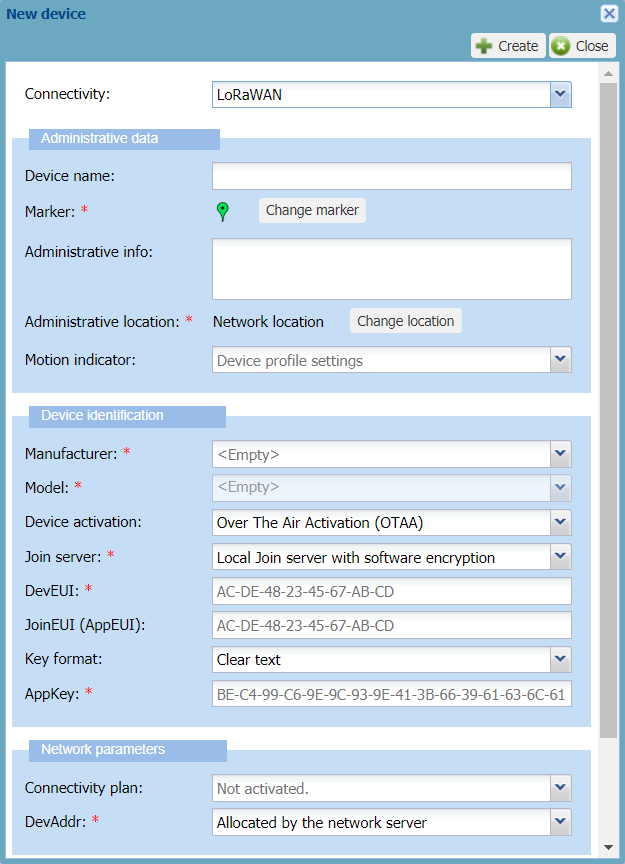 New device
Create Close
Connectivity: LoRaWAN
Administrative data
Device name:
Marker: * Change marker
Administrative info:
Administrative location: * Network location Change location
Motion indicator: Device profile settings
Device identification
Manufacturer: * <Empty>
Model: * <Empty>
Device activation: Over The Air Activation (OTAA)
Join server: * Local Join server with software encryption
DevEUI: * AC-DE-48-23-45-67-AB-CD
JoinEUI (AppEUI): AC-DE-48-23-45-67-AB-CD
Key format: Clear text
AppKey: * BE-C4-99-C6-9E-9C-93-9E-41-3B-66-39-61-63-6C-61
Network parameters
Connectivity plan: Not activated.
DevAddr: * Allocated by the network server